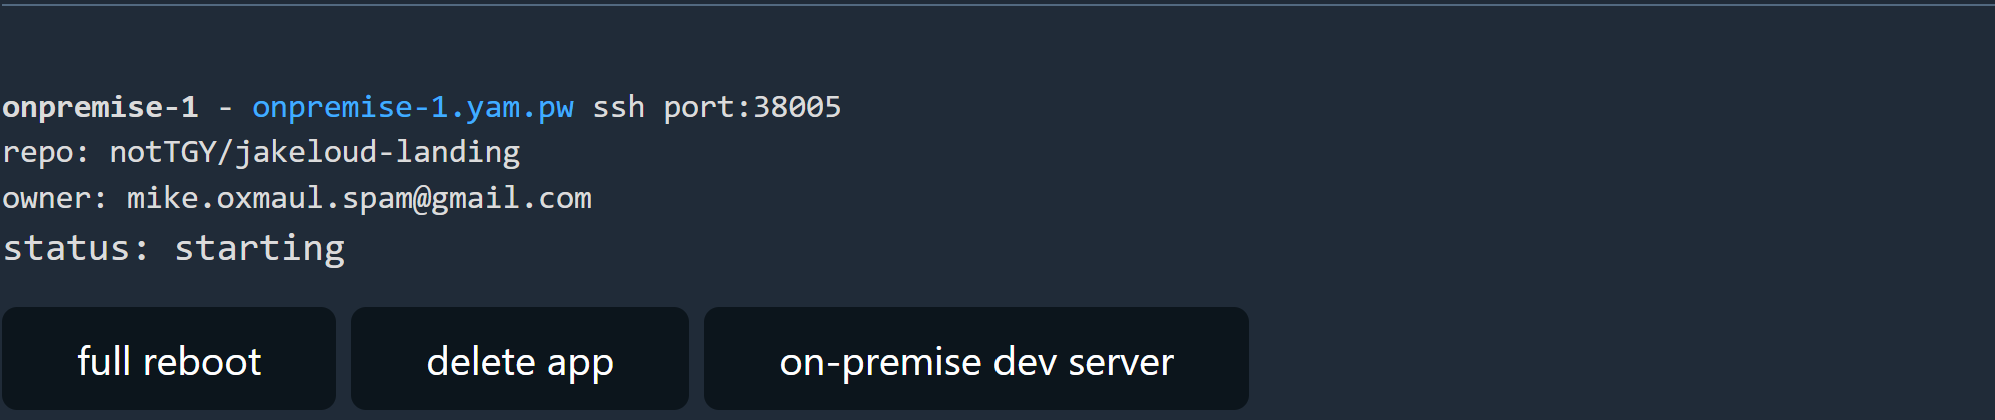 onpremise-1 - onpremise-1.yam.pw ssh port:38005
repo: notTGY/jakeloud-landing
owner: mike.oxmaul.spam@gmail.com
status: starting
full reboot delete app on-premise dev server